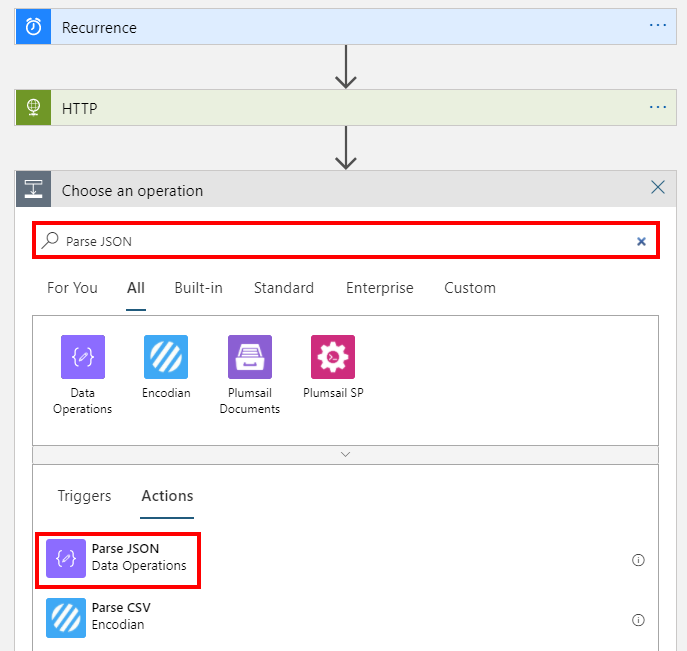 Recurrence
HTTP
Choose an operation
Parse JSON
For You All Built-in Standard Enterprise Custom
Data Operations
Encodian
Plumsail Documents
Plumsail SP
Triggers Actions
Parse JSON
Data Operations
Parse CSV
Encodian